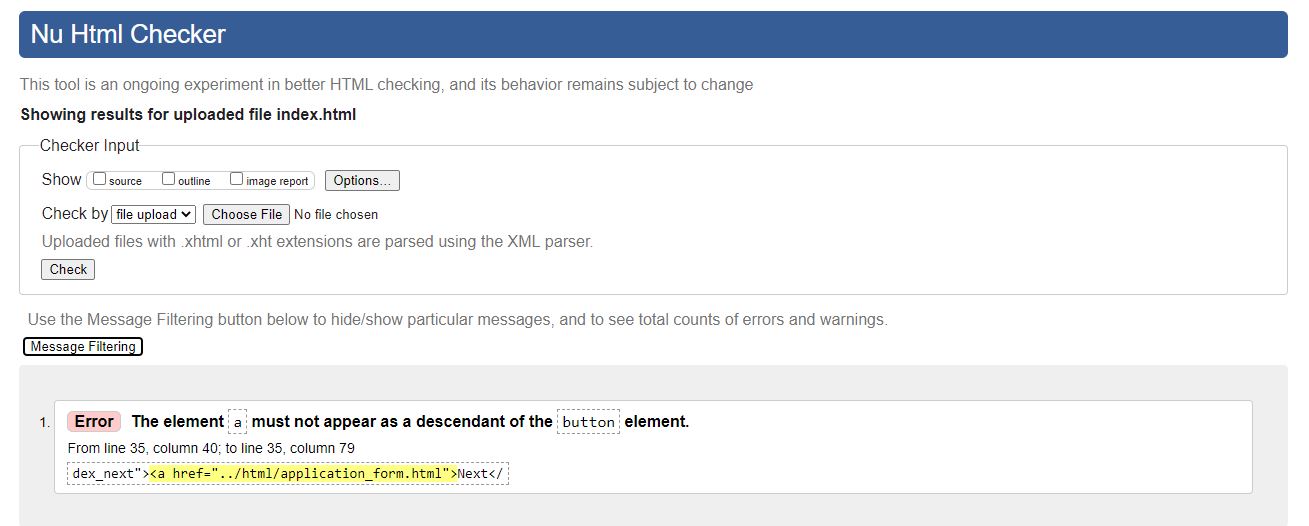 Nu Html Checker
This tool is an ongoing experiment in better HTML checking, and its behavior remains subject to change
Showing results for uploaded file index.html
Checker Input
Show source outline image report Options...
Check by file upload Choose File No file chosen
Uploaded files with .xhtml or .xht extensions are parsed using the XML parser.
Check
Use the Message Filtering button below to hide/show particular messages, and to see total counts of errors and warnings.
Message Filtering
1. Error The element a must not appear as a descendant of the button element.
From line 35, column 40; to line 35, column 79
dex_next"><a href="../html/application_form.html">Next</